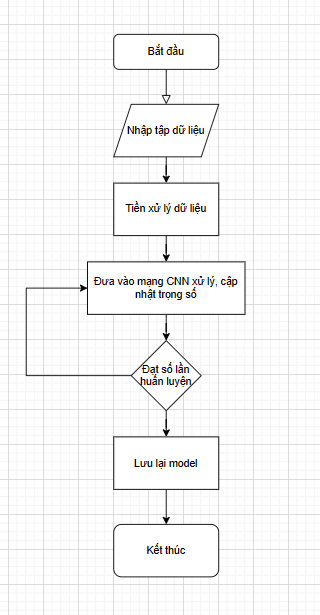 Bắt đầu
Nhập tập dữ liệu
Tiền xử lý dữ liệu
Đưa vào mạng CNN xử lý, cập
nhật trọng số
Đạt số lần
huấn luyện
Lưu lại model
Kết thúc